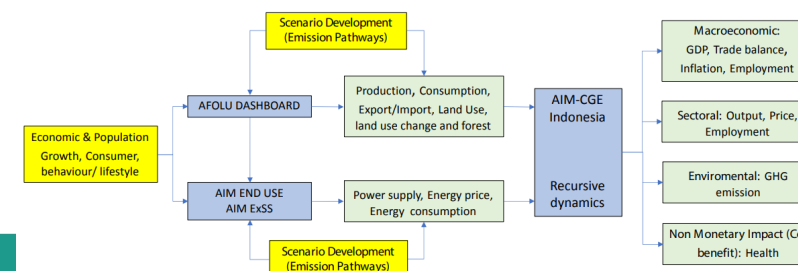 Scenario Development
(Emission Pathways)
Macroeconomic:
GDP, Trade balance,
Inflation, Employment
AFOLU DASHBOARD
Production, Consumption,
Export/Import, Land Use,
land use change and forest
AIM-CGE
Indonesia
Sectoral: Output, Price,
Employment
Economic & Population
Growth, Consumer,
behaviour/ lifestyle
AIM END USE
AIM ExSS
Power supply, Energy price,
Energy consumption
Recursive
dynamics
Enviromental: GHG
emission
Scenario Development
(Emission Pathways)
Non Monetary Impact (Co
benefit): Health